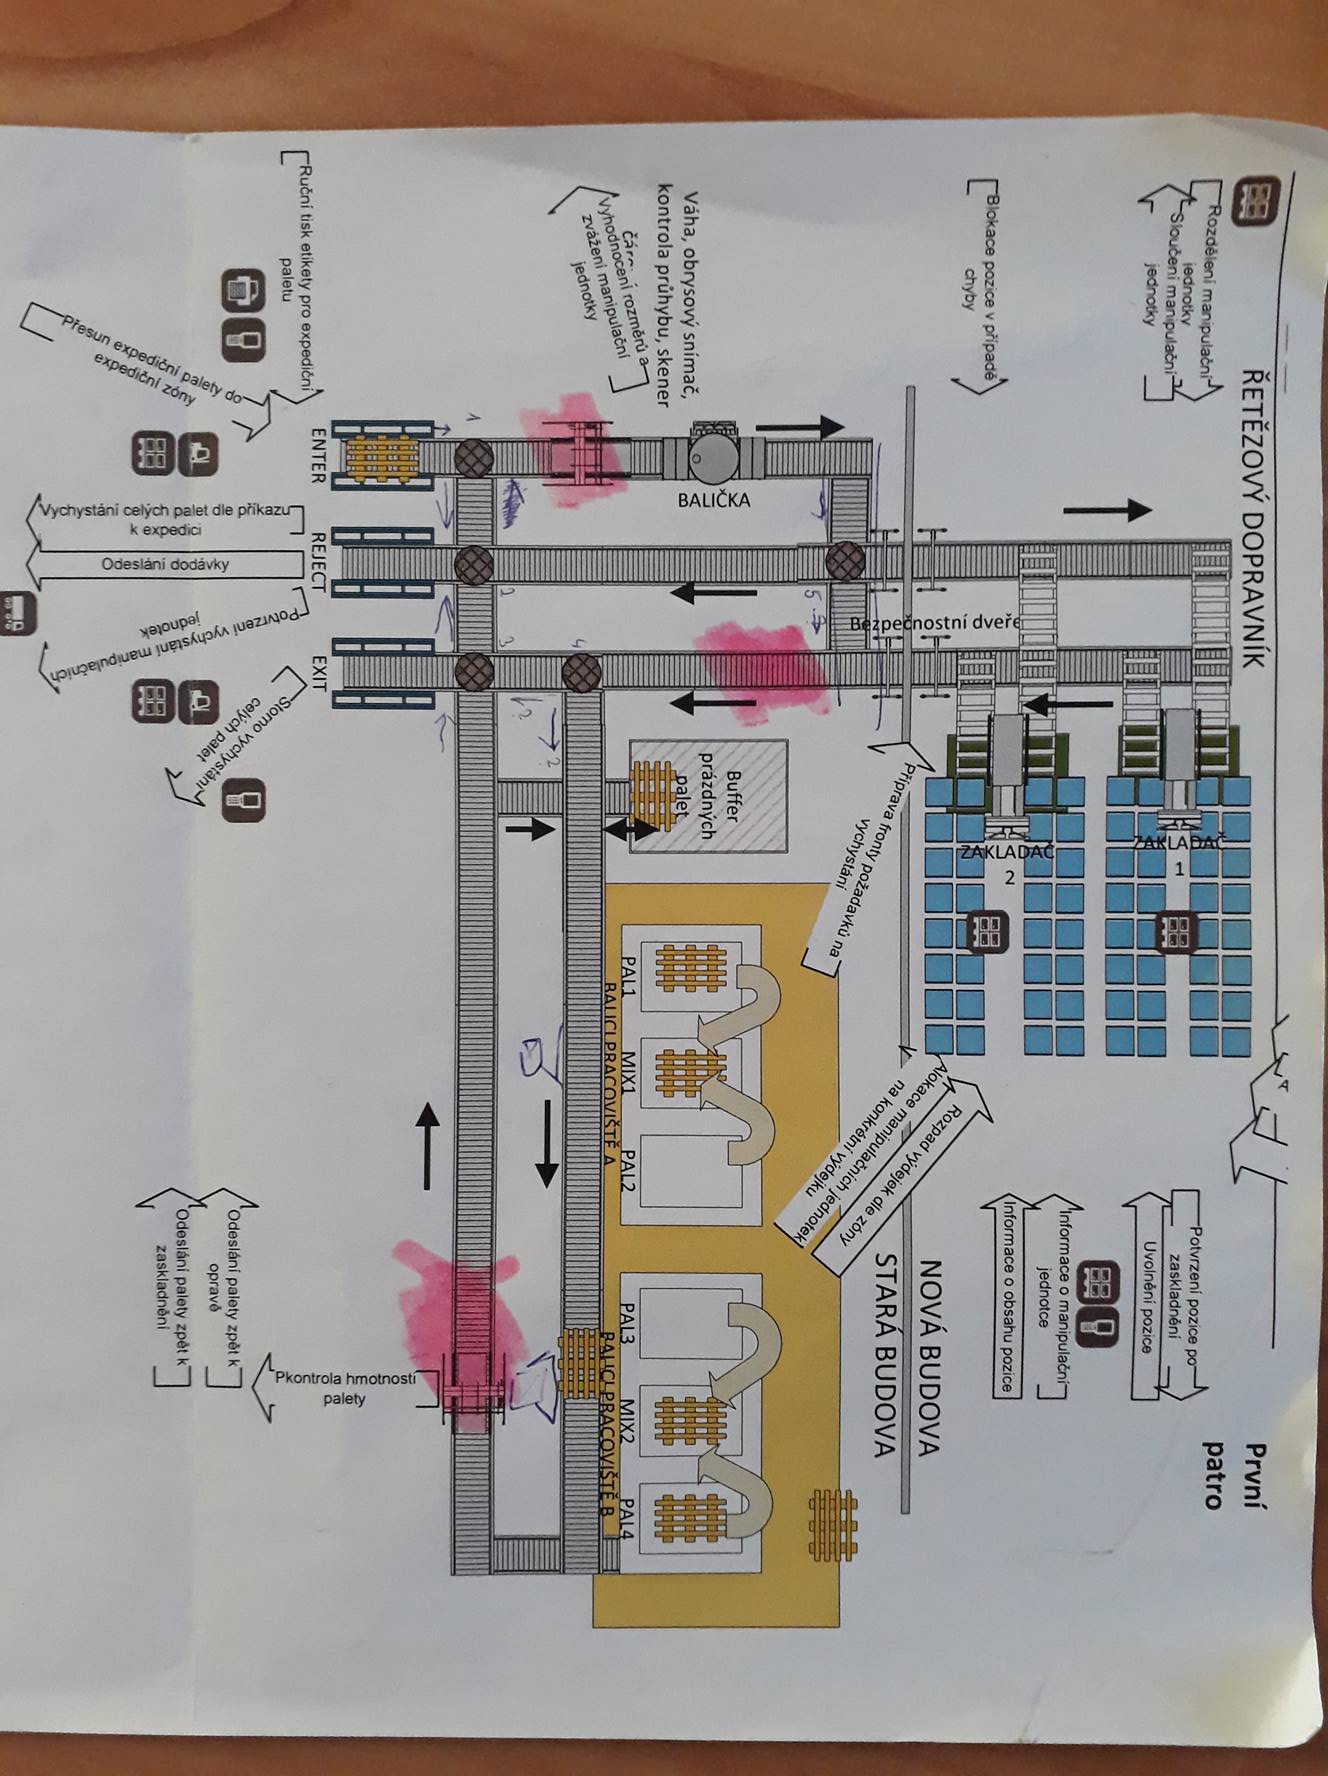 ŘETĚZOVÝ DOPRAVNÍK
První
patro
Rozdělení manipulační
jednotky
Sloučení manipulační
jednotky
ZAKLADAČ
1
Potvrzení pozice po
zaskladnění
Uvolnění pozice
Informace o manipulační
jednotce
Informace o obsahu pozice
Blokace pozice v případě
chyby
ZAKLADAČ
2
Bezpečnostní dveře
Rozpad výdejek dle zóny
Alokace manipulačních jednotek
na konkrétní výdejku
NOVÁ BUDOVA
STARÁ BUDOVA
Příprava fronty požadavků na
vychystání
5 → ?
BALIČKA
Buffer
prázdných
palet
Váha, obrysový snímač,
kontrola průhybu, skener
Vyhodnocení rozměrů a
zvážení manipulační
jednotky
PAL1 MIX1 PAL2
BALICI PRACOVIŠTĚ A
PAL3 MIX2 PAL4
BALICI PRACOVIŠTĚ B
4
→ ?
?
1
2
3
ENTER REJECT EXIT
Ruční tisk etikety pro expediční
paletu
Přesun expediční palety do
expediční zóny
Vychystání celých palet dle příkazu
k expedici
Odeslání dodávky
Potvrzení vychystání manipulačních
jednotek
Storno vychystání
celých palet
Pkontrola hmotnosti
palety
Odeslání palety zpět k
opravě
Odeslání palety zpět k
zaskladnění